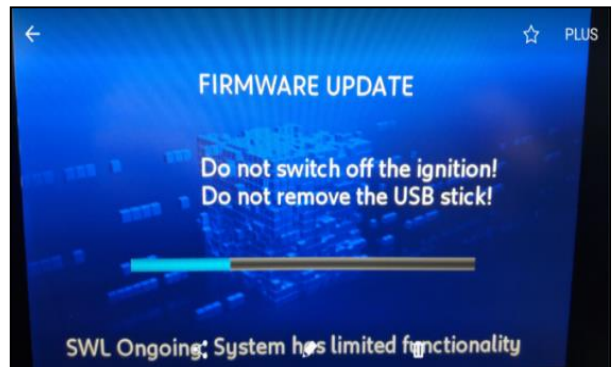 PLUS
FIRMWARE UPDATE
Do not switch off the ignition!
Do not remove the USB stick!
SWL Ongoing: System has limited functionality